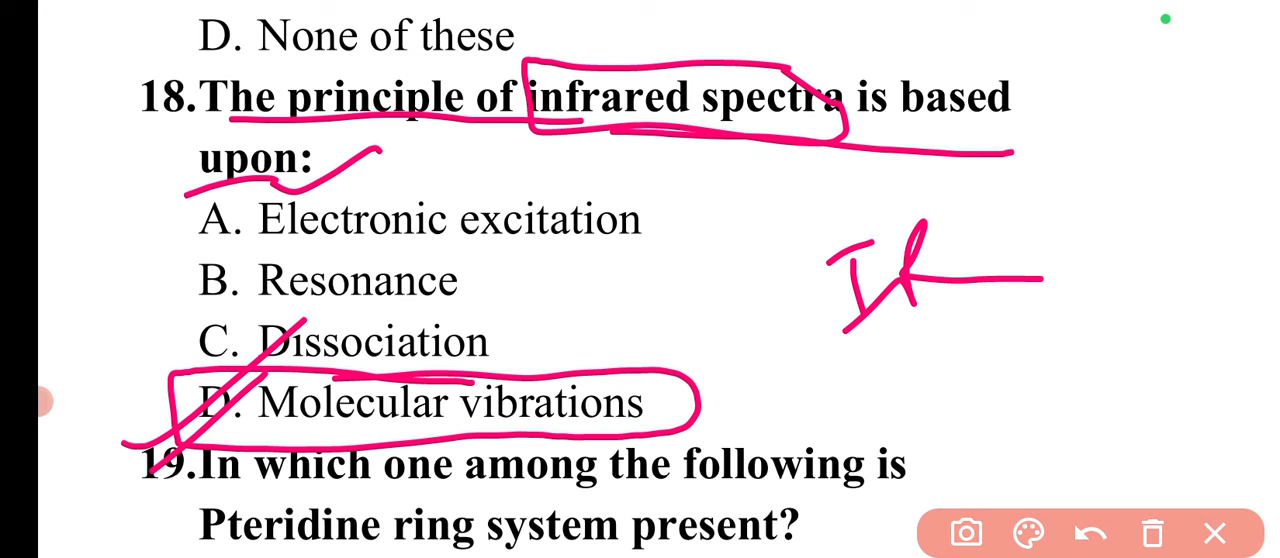 D. None of these
18.The principle of infrared spectra is based
upon:
A. Electronic excitation
B. Resonance
IR
C. Dissociation
D. Molecular vibrations
19.In which one among the following is
Pteridine ring system present?